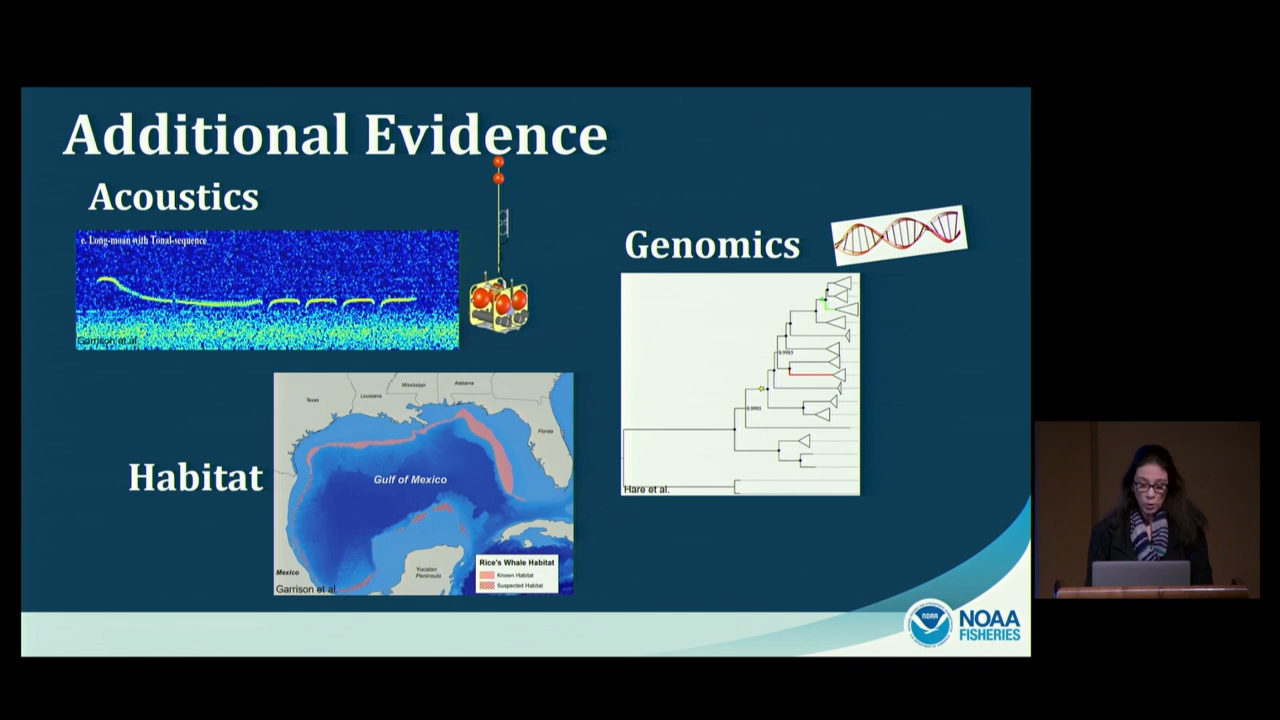 Additional Evidence
Acoustics
e. Long-moan with Tonal-sequence
Garrison et al.
Genomics
0.9983
0.9993
Hare et al.
Habitat
Texas
Louisiana
Mississippi
Alabama
Florida
Gulf of Mexico
Mexico
Yucatan
Peninsula
Garrison et al.
Rice's Whale Habitat
Known Habitat
Suspected Habitat
NOAA
NOAA
FISHERIES